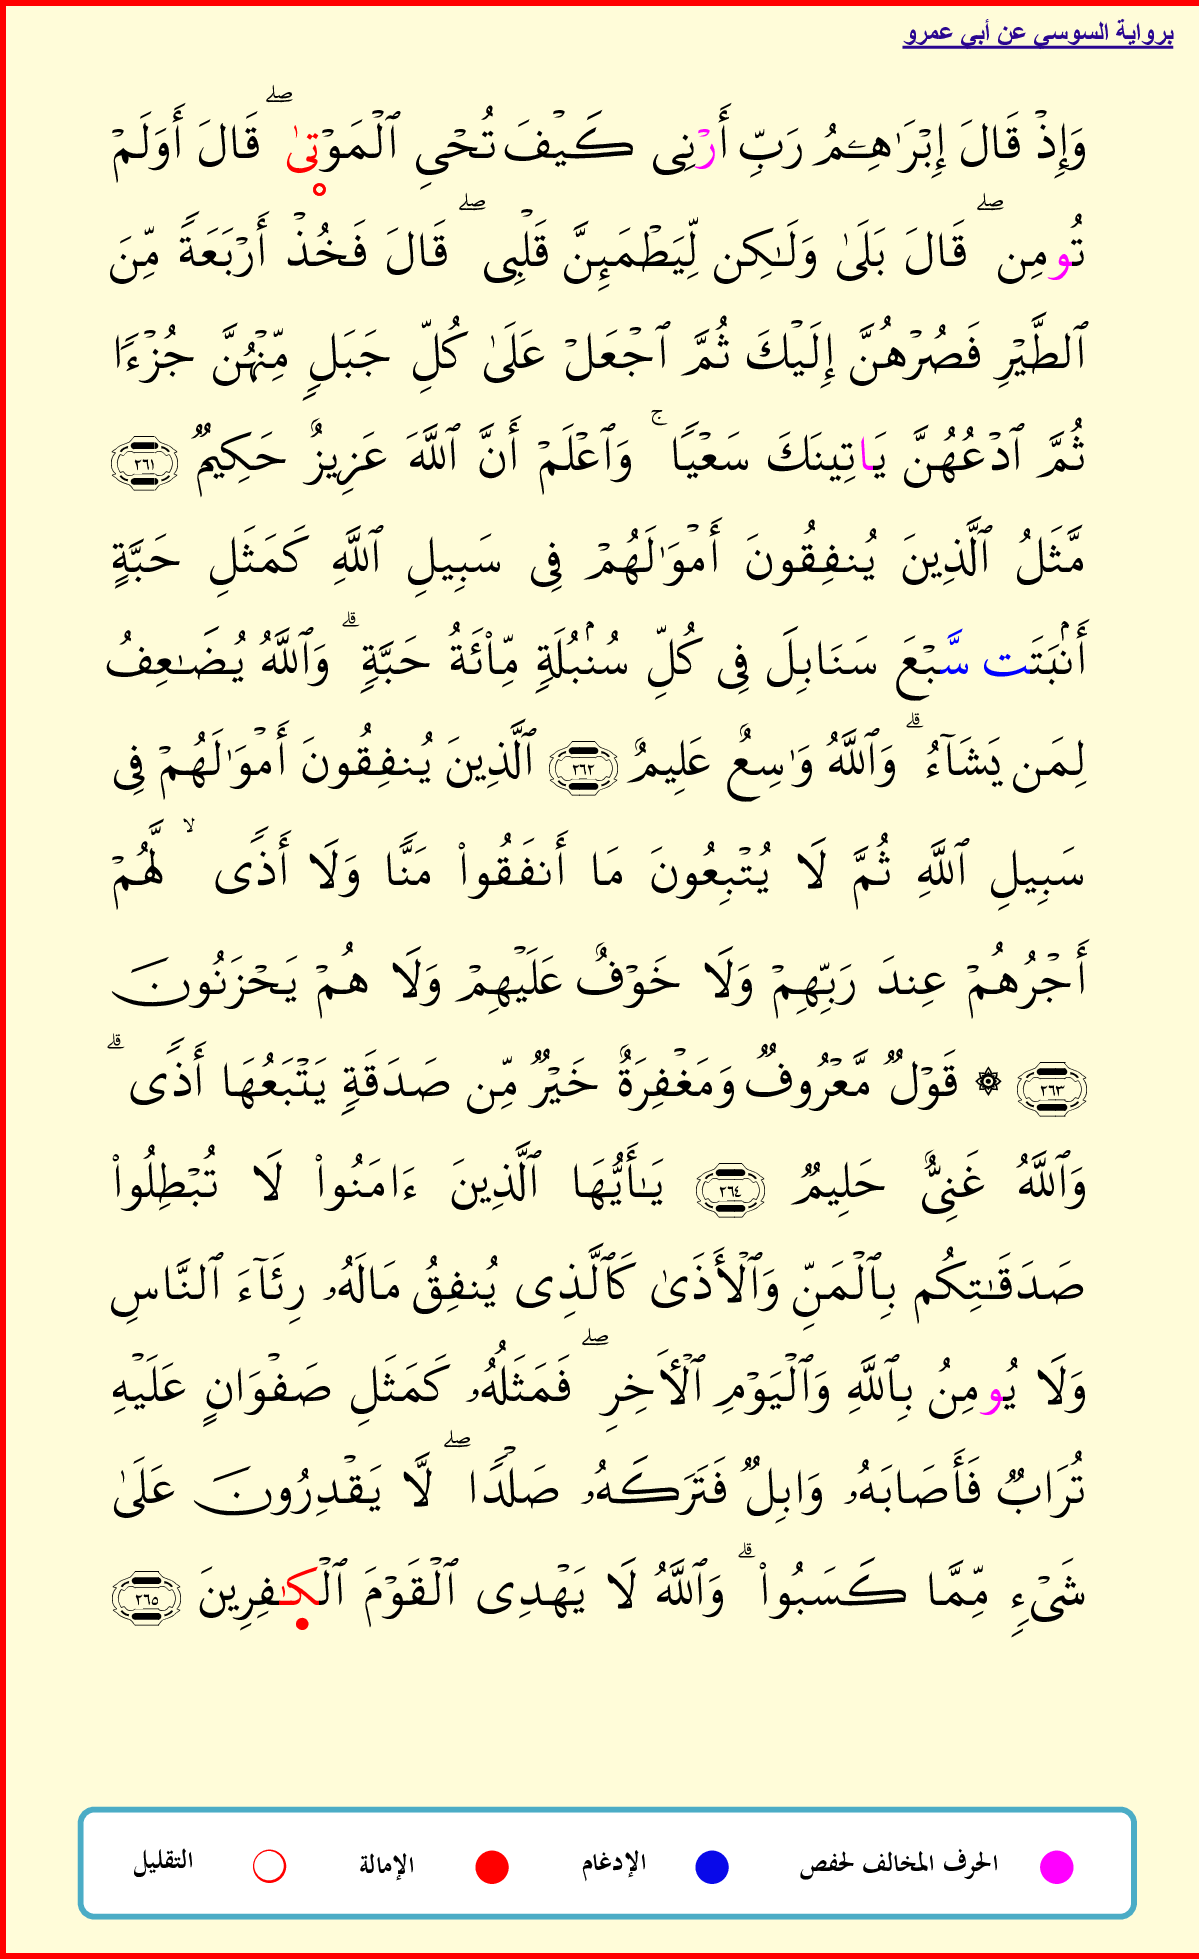 برواية السوسي عن أبي عمرو
وَإِذۡ قَالَ إِبۡرَٰهِـۧمُ رَبِّ أَرۡنِی كَيۡفَ تُحۡيِ ٱلۡمَوۡتىٰۖ قَالَ أَوَلَمۡ
تُومِنۖ قَالَ بَلَىٰ وَلَٰكِن لِّيَطۡمَئِنَّ قَلۡبِیۖ قَالَ فَخُذۡ أَرۡبَعَةٗ مِّنَ
ٱلطَّيۡرِ فَصُرۡهُنَّ إِلَيۡكَ ثُمَّ ٱجۡعَلۡ عَلَىٰ كُلِّ جَبَلٖ مِّنۡهُنَّ جُزۡءٗا
ثُمَّ ٱدۡعُهُنَّ يَاتِينَكَ سَعۡيٗاۚ وَٱعۡلَمۡ أَنَّ ٱللَّهَ عَزِيزٌ حَكِيمٞ ٢٦١
مَّثَلُ ٱلَّذِينَ يُنفِقُونَ أَمۡوَٰلَهُمۡ فِی سَبِيلِ ٱللَّهِ كَمَثَلِ حَبَّةٍ
أَنۢبَتَت سَّبۡعَ سَنَابِلَ فِی كُلِّ سُنۢبُلَةٖ مِّاْئَةُ حَبَّةٖۗ وَٱللَّهُ يُضَٰعِفُ
لِمَن يَشَآءُۗ وَٱللَّهُ وَٰسِعٌ عَلِيمٌ ٢٦٢ ٱلَّذِينَ يُنفِقُونَ أَمۡوَٰلَهُمۡ فِی
سَبِيلِ ٱللَّهِ ثُمَّ لَا يُتۡبِعُونَ مَا أَنفَقُواْ مَنّٗا وَلَا أَذٗى ۙ لَّهُمۡ
أَجۡرُهُمۡ عِندَ رَبِّهِمۡ وَلَا خَوۡفٌ عَلَيۡهِمۡ وَلَا هُمۡ يَحۡزَنُونَ
٢٦٣ ۞ قَوۡلٞ مَّعۡرُوفٞ وَمَغۡفِرَةٌ خَيۡرٞ مِّن صَدَقَةٖ يَتۡبَعُهَا أَذٗىۗ
وَٱللَّهُ غَنِیٌّ حَلِيمٞ ٢٦٤ يَٰأَيُّهَا ٱلَّذِينَ ءَامَنُواْ لَا تُبۡطِلُواْ
صَدَقَٰتِكُم بِٱلۡمَنِّ وَٱلۡأَذَىٰ كَٱلَّذِی يُنفِقُ مَالَهُۥ رِئَآءَ ٱلنَّاسِ
وَلَا يُومِنُ بِٱللَّهِ وَٱلۡيَوۡمِ ٱلۡأٓخِرِۖ فَمَثَلُهُۥ كَمَثَلِ صَفۡوَانٍ عَلَيۡهِ
تُرَابٞ فَأَصَابَهُۥ وَابِلٞ فَتَرَكَهُۥ صَلۡدٗاۖ لَّا يَقۡدِرُونَ عَلَىٰ
شَیۡءٖ مِّمَّا كَسَبُواْۗ وَٱللَّهُ لَا يَهۡدِی ٱلۡقَوۡمَ ٱلۡكَٰفِرِينَ ٢٦٥
الحرف المخالف لحفص الإدغام الإمالة التقليل